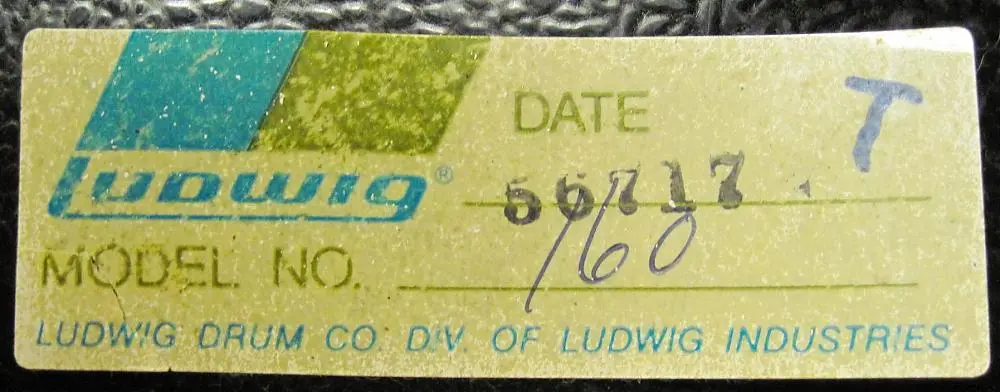 DATE
T
LUDWIG®
56717
MODEL NO.
160
LUDWIG DRUM CO. DIV. OF LUDWIG INDUSTRIES